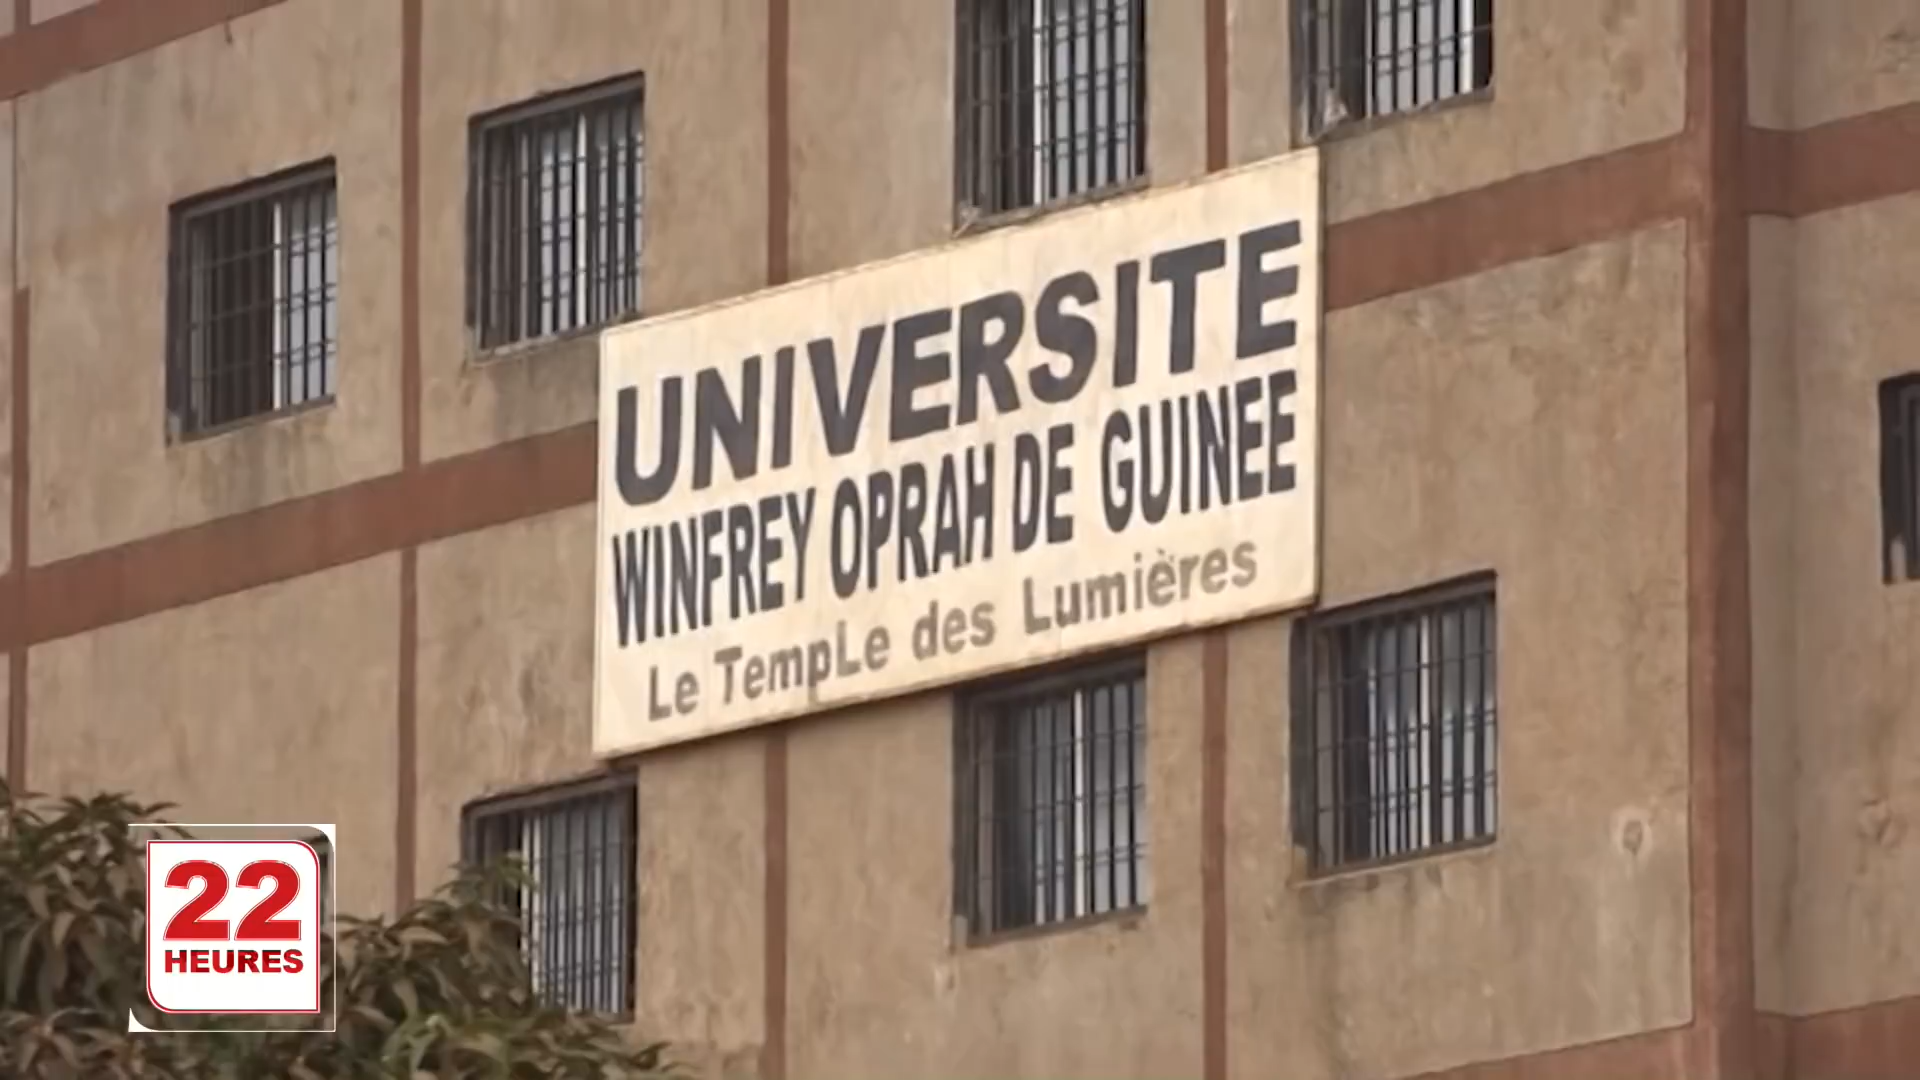 UNIVERSITE
WINFREY OPRAH DE GUINEE
Le TempLe des Lumières
22
HEURES